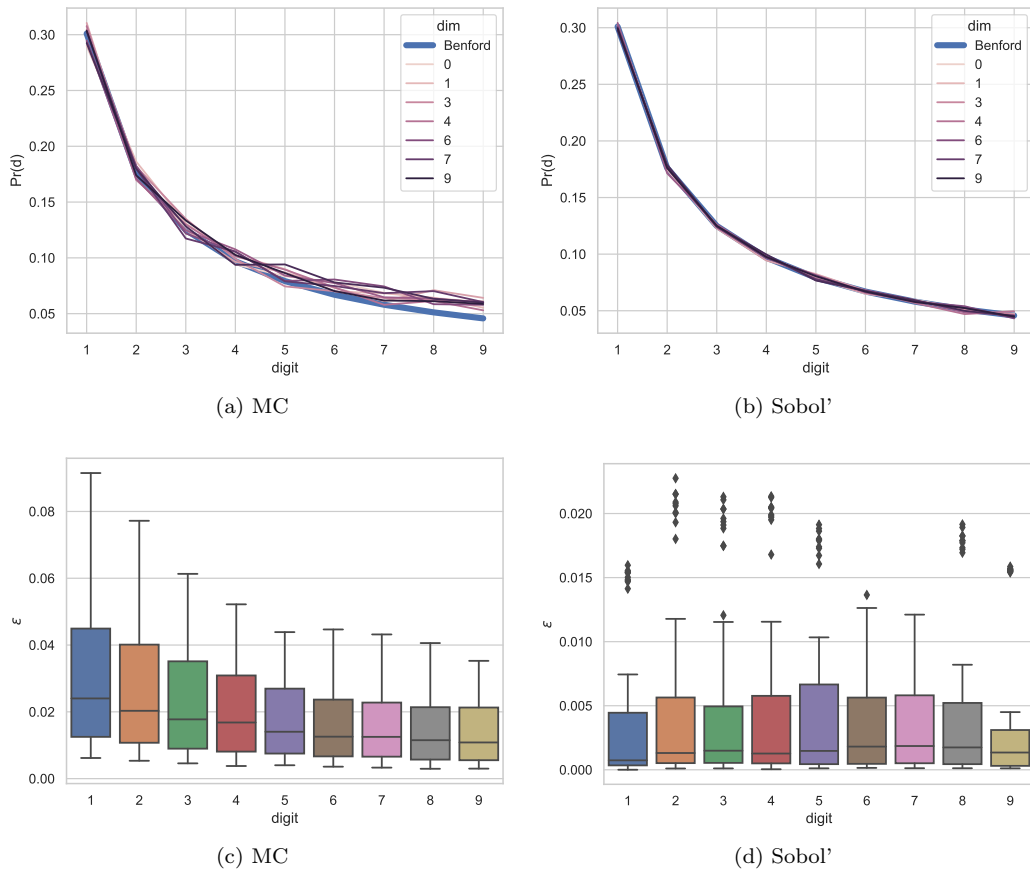 dim
Benford
0
1
3
4
6
7
9
0.30
0.25
0.20
0.15
0.10
0.05
Pr(d)
1 2 3 4 5 6 7 8 9
digit
(a) MC
dim
Benford
0
1
3
4
6
7
9
0.30
0.25
0.20
0.15
0.10
0.05
Pr(d)
1 2 3 4 5 6 7 8 9
digit
(b) Sobol’
0.08
0.06
0.04
0.02
0.00
ε
1 2 3 4 5 6 7 8 9
digit
(c) MC
0.020
0.015
0.010
0.005
0.000
ε
1 2 3 4 5 6 7 8 9
digit
(d) Sobol’